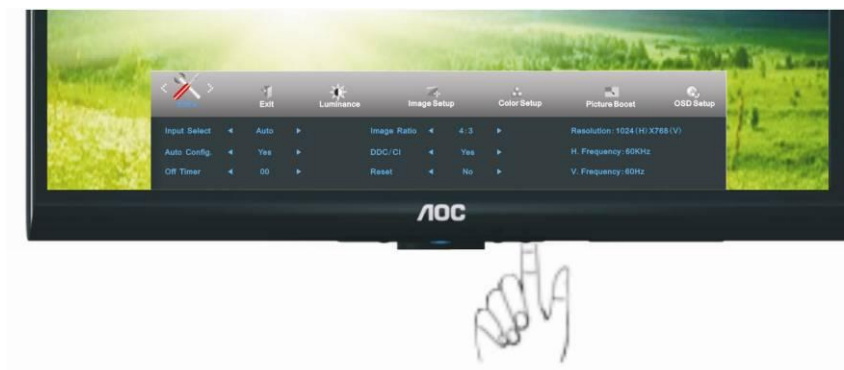 Exit
Luminance
Image Setup
Color Setup
Picture Boost
OSD Setup
Input Select Auto Image Ratio 4:3 Resolution:1024(H)X768(V)
Auto Config. Yes DDC/CI Yes H. Frequency:60KHz
Off Timer 00 Reset No V. Frequency:60Hz
AOC